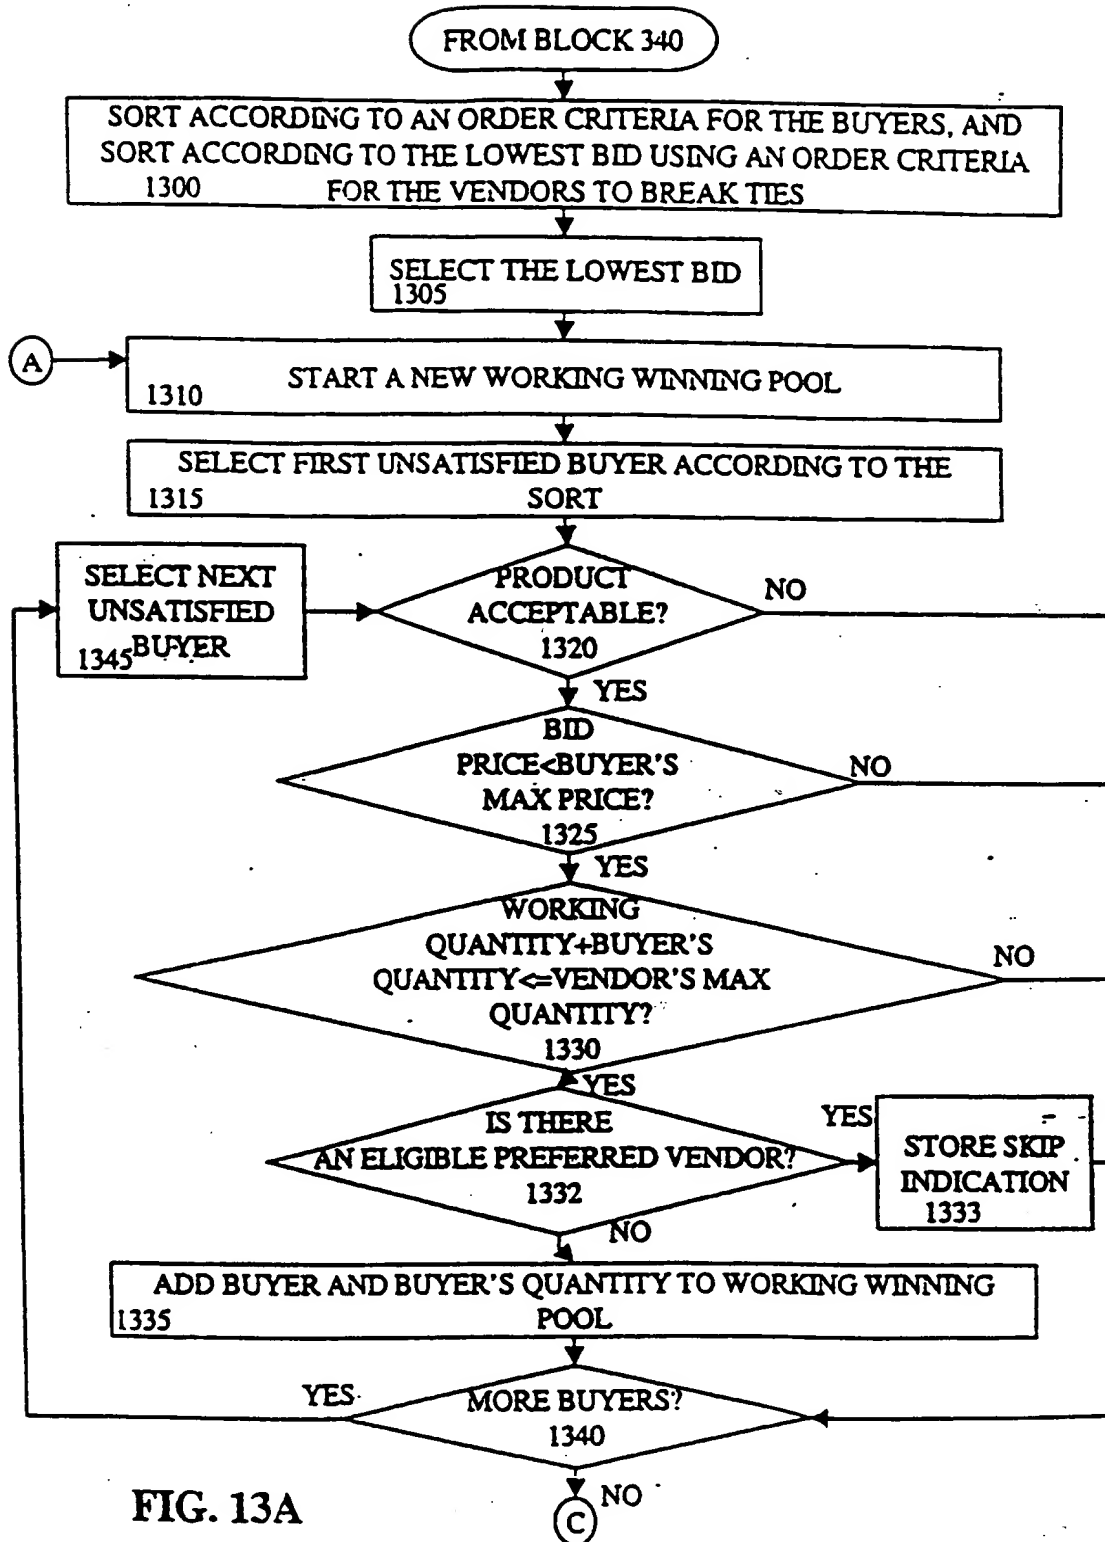 FROM BLOCK 340
SORT ACCORDING TO AN ORDER CRITERIA FOR THE BUYERS, AND
SORT ACCORDING TO THE LOWEST BID USING AN ORDER CRITERIA
1300 FOR THE VENDORS TO BREAK TIES
SELECT THE LOWEST BID
1305
A
START A NEW WORKING WINNING POOL
1310
SELECT FIRST UNSATISFIED BUYER ACCORDING TO THE
1315 SORT
SELECT NEXT
UNSATISFIED
1345 BUYER
PRODUCT
ACCEPTABLE?
1320
NO
YES
BID
PRICE<BUYER'S
MAX PRICE?
1325
NO
YES
WORKING
QUANTITY+BUYER'S
QUANTITY<=VENDOR'S MAX
QUANTITY?
1330
NO
YES
IS THERE
AN ELIGIBLE PREFERRED VENDOR?
1332
YES
STORE SKIP
INDICATION
1333
NO
ADD BUYER AND BUYER'S QUANTITY TO WORKING WINNING
1335 POOL
YES
MORE BUYERS?
1340
NO
C
FIG. 13A